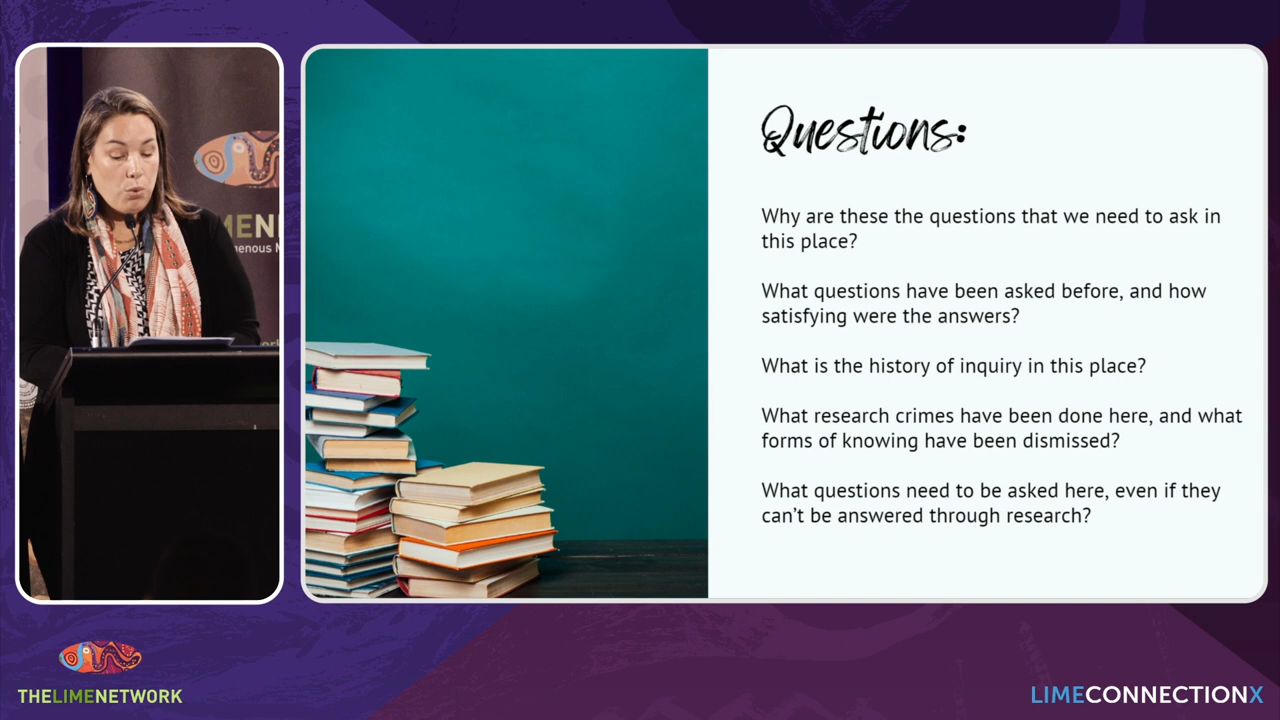 MEN
enous M
ork
Questions:
Why are these the questions that we need to ask in
this place?
What questions have been asked before, and how
satisfying were the answers?
What is the history of inquiry in this place?
What research crimes have been done here, and what
forms of knowing have been dismissed?
What questions need to be asked here, even if they
can't be answered through research?
THELIMENETWORK
LIMECONNECTIONX